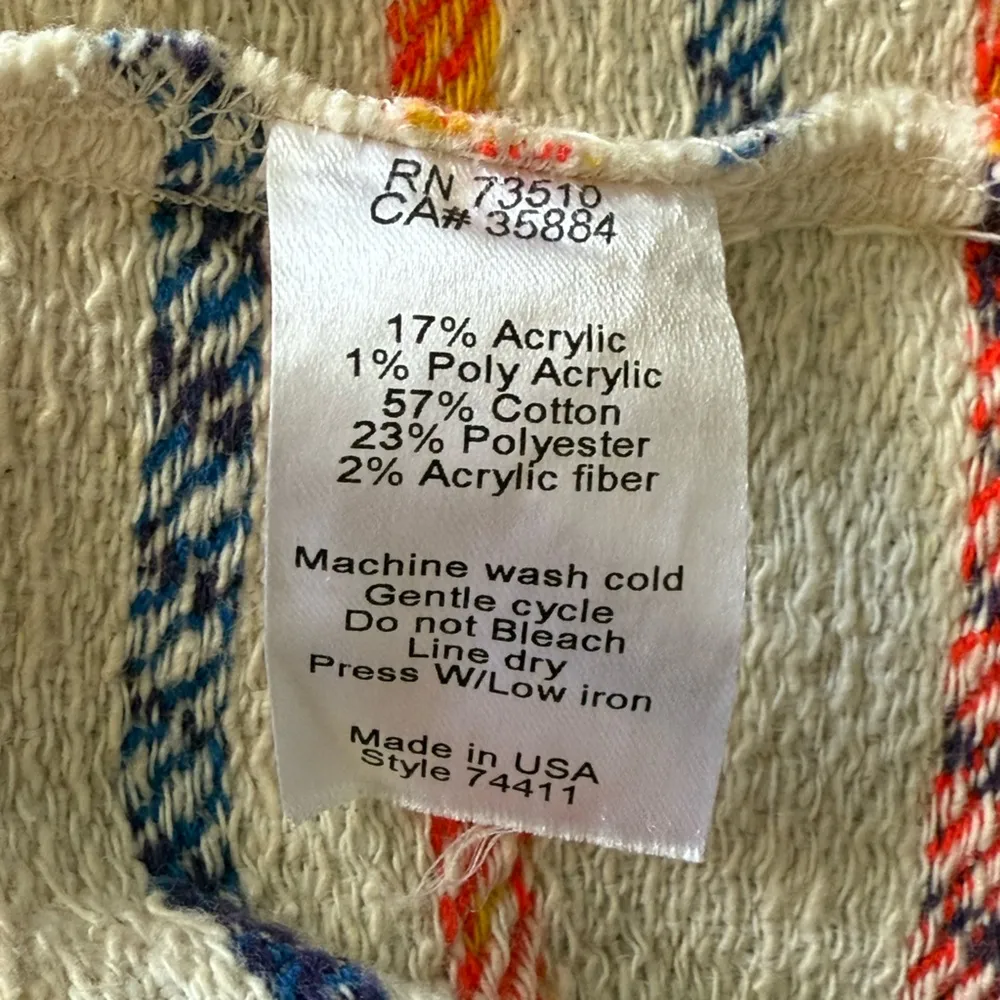 RN 73510
CA# 35884
17% Acrylic
1% Poly Acrylic
57% Cotton
23% Polyester
2% Acrylic fiber
Machine wash cold
Gentle cycle
Do not Bleach
Line dry
Press W/Low iron
Made in USA
Style 74411